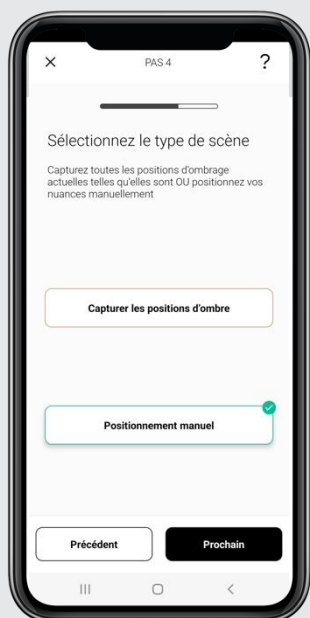 PAS 4
?
Sélectionnez le type de scène
Capturez toutes les positions d'ombrage
actuelles telles qu'elles sont OU positionnez vos
nuances manuellement
Capturer les positions d'ombre
Positionnement manuel
Précédent
Prochain